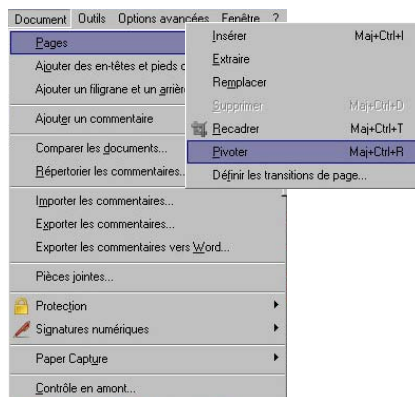 Document Outils Options avancées Fenêtre ?
Pages
Ajouter des en-têtes et pieds
Ajouter un filigrane et un
Ajouter un commentaire
Comparer les documents...
Répertorier les commentaires...
Importer les commentaires...
Exporter les commentaires...
Exporter les commentaires vers Word...
Pièces jointes...
Protection
Signatures numériques
Paper Capture
Contrôle en amont...
Insérer Maj+Ctrl+I
Extraire
Remplacer
Supprimer Maj+Ctrl+D
Recadrer Maj+Ctrl+T
Pivoter Maj+Ctrl+R
Définir les transitions de page...